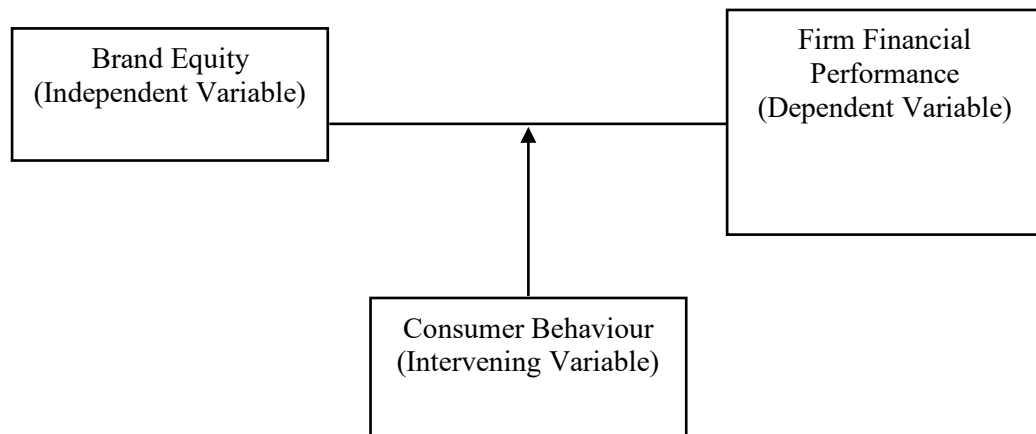 Brand Equity
(Independent Variable)
Firm Financial
Performance
(Dependent Variable)
Consumer Behaviour
(Intervening Variable)